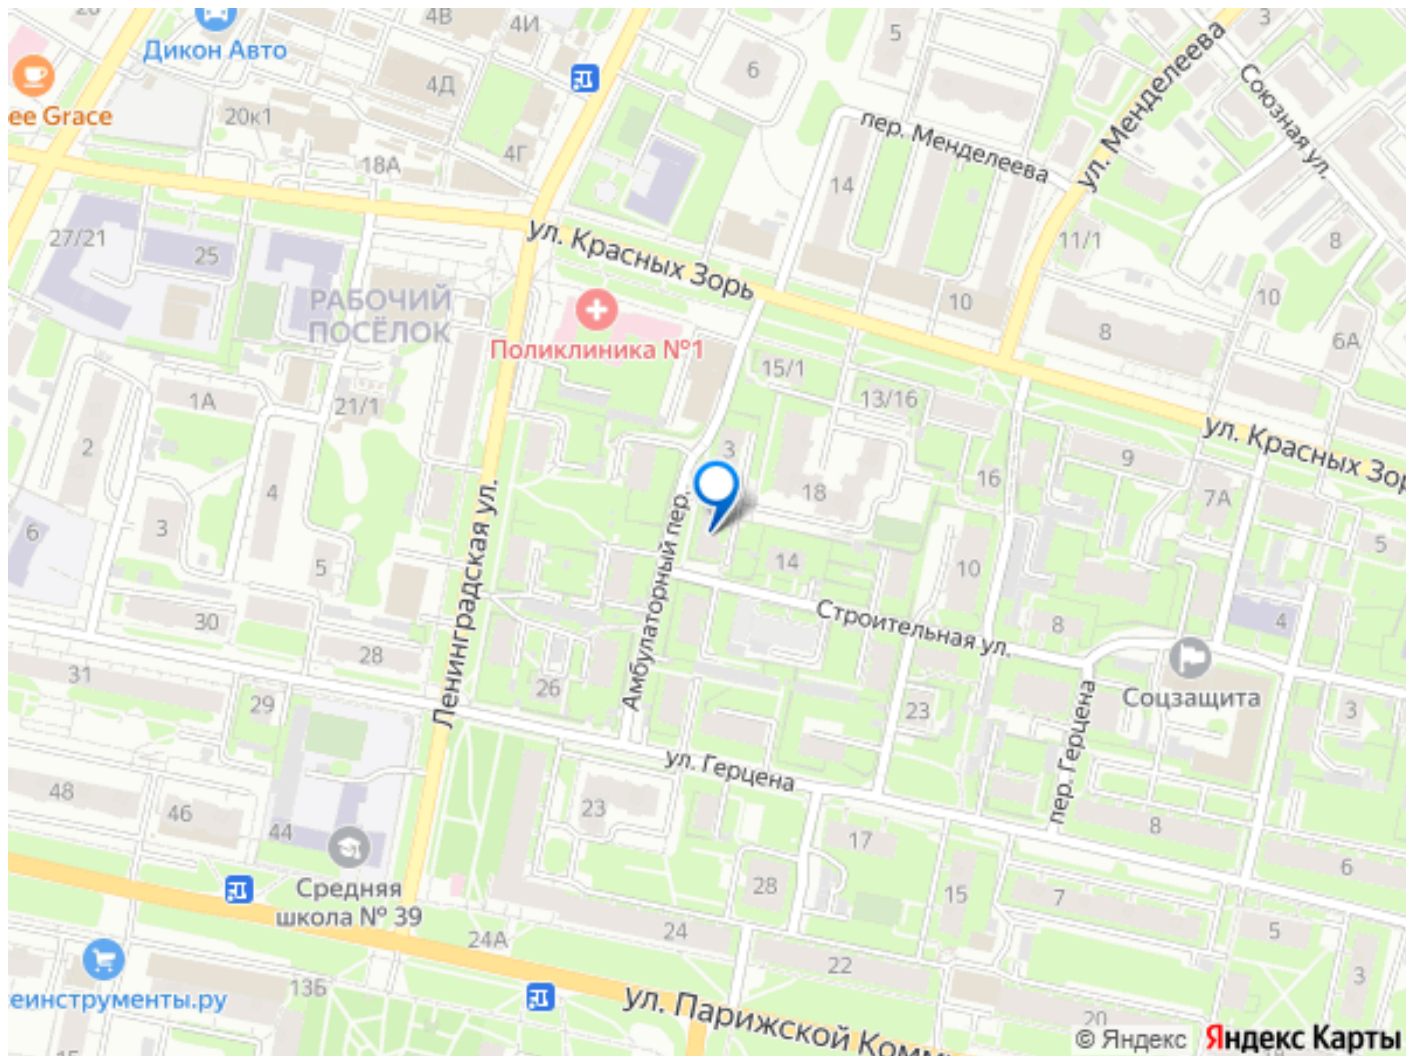 4В
4И
3
5
Дикон Авто
6
4Д
ул. Менделеева
Союзная ул.
ee Grace
20к1
пер. Менделеева
4Г
18А
14
27/21
25
ул. Красных Зорь
11/1
8
РАБОЧИЙ
ПОСЁЛОК
10
10
8
6А
Поликлиника №1
15/1
13/16
1А
21/1
ул. Красных Зор
2
3
9
4
16
18
7А
6
3
Ленинградская ул.
Амбулаторный пер.
5
5
14
10
30
Строительная ул.
8
4
28
31
26
Соцзащита
29
23
3
пер. Герцена
ул. Герцена
48
46
23
44
17
8
6
Средняя
школа № 39
28
15
7
24А
24
22
5
3
еинструменты.ру
13Б
ул. Парижской Комм
20
15
© Яндекс
Яндекс Карты